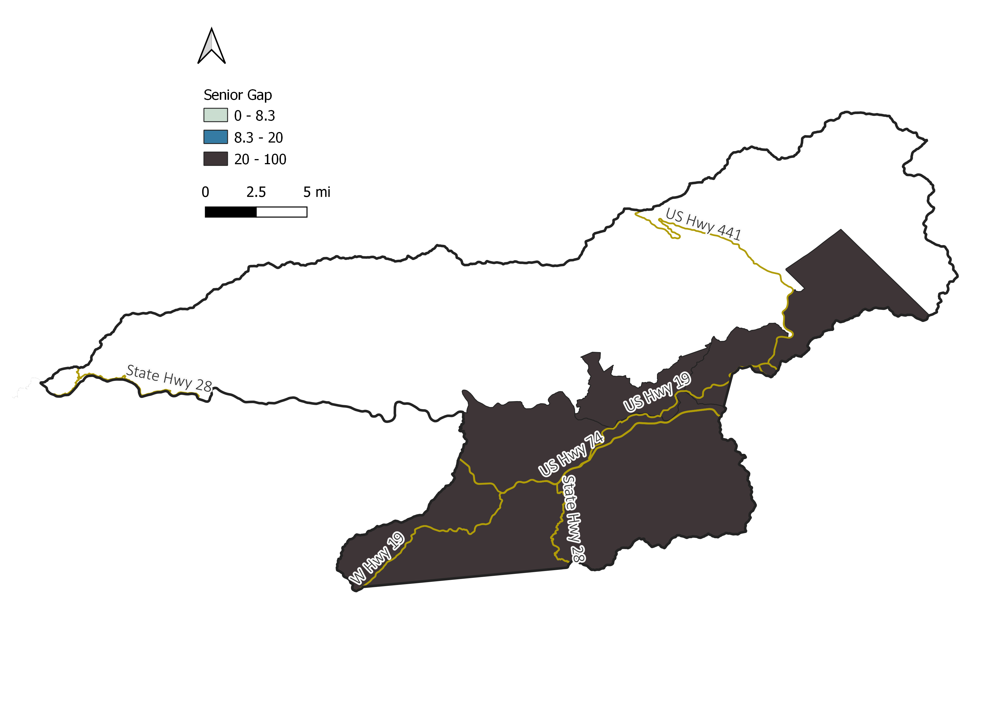 Senior Gap
0 - 8.3
8.3 - 20
20 - 100
0 2.5 5 mi
US Hwy 441
State Hwy 28
US Hwy 19
Us Hwy 74
State Hwy 28
W Hwy 19